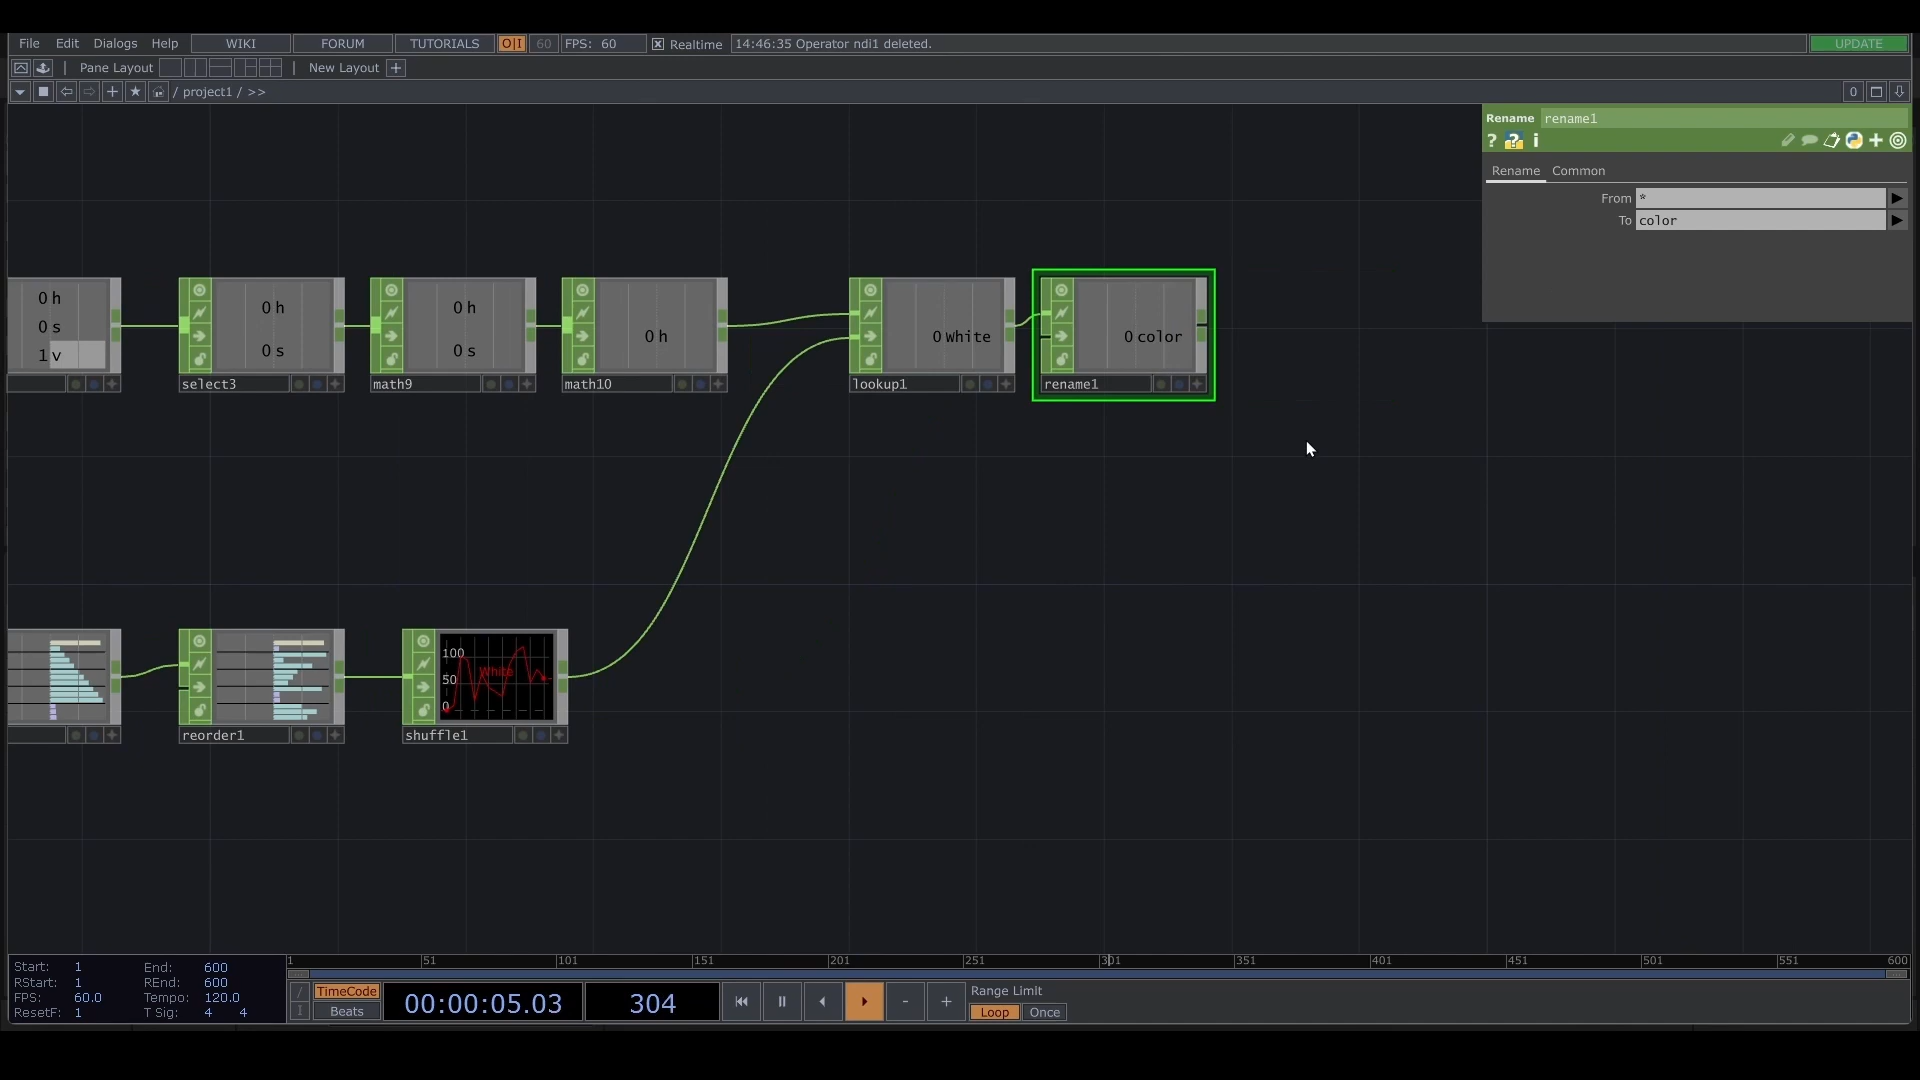 File Edit Dialogs Help WIKI FORUM TUTORIALS O|I 60 FPS: 60 Realtime 14:46:35 Operator ndi1 deleted. UPDATE
Pane Layout New Layout +
/ project1 / >> 0
Rename rename1
? ? i
Rename Common
From *
To color
0 h
0 s
1 v
0 h
0 s
select3
0 h
0 s
math9
0 h
math10
0 White
lookup1
0 color
rename1
reorder1
100
50
0
White
shuffle1
Start: 1 End: 600
RStart: 1 REnd: 600
FPS: 60.0 Tempo: 120.0
ResetF: 1 T Sig: 4 4
1 51 101 151 201 251 301 351 401 451 501 551 600
/ TimeCode
I Beats
00:00:05.03 304 - +
Range Limit
Loop Once